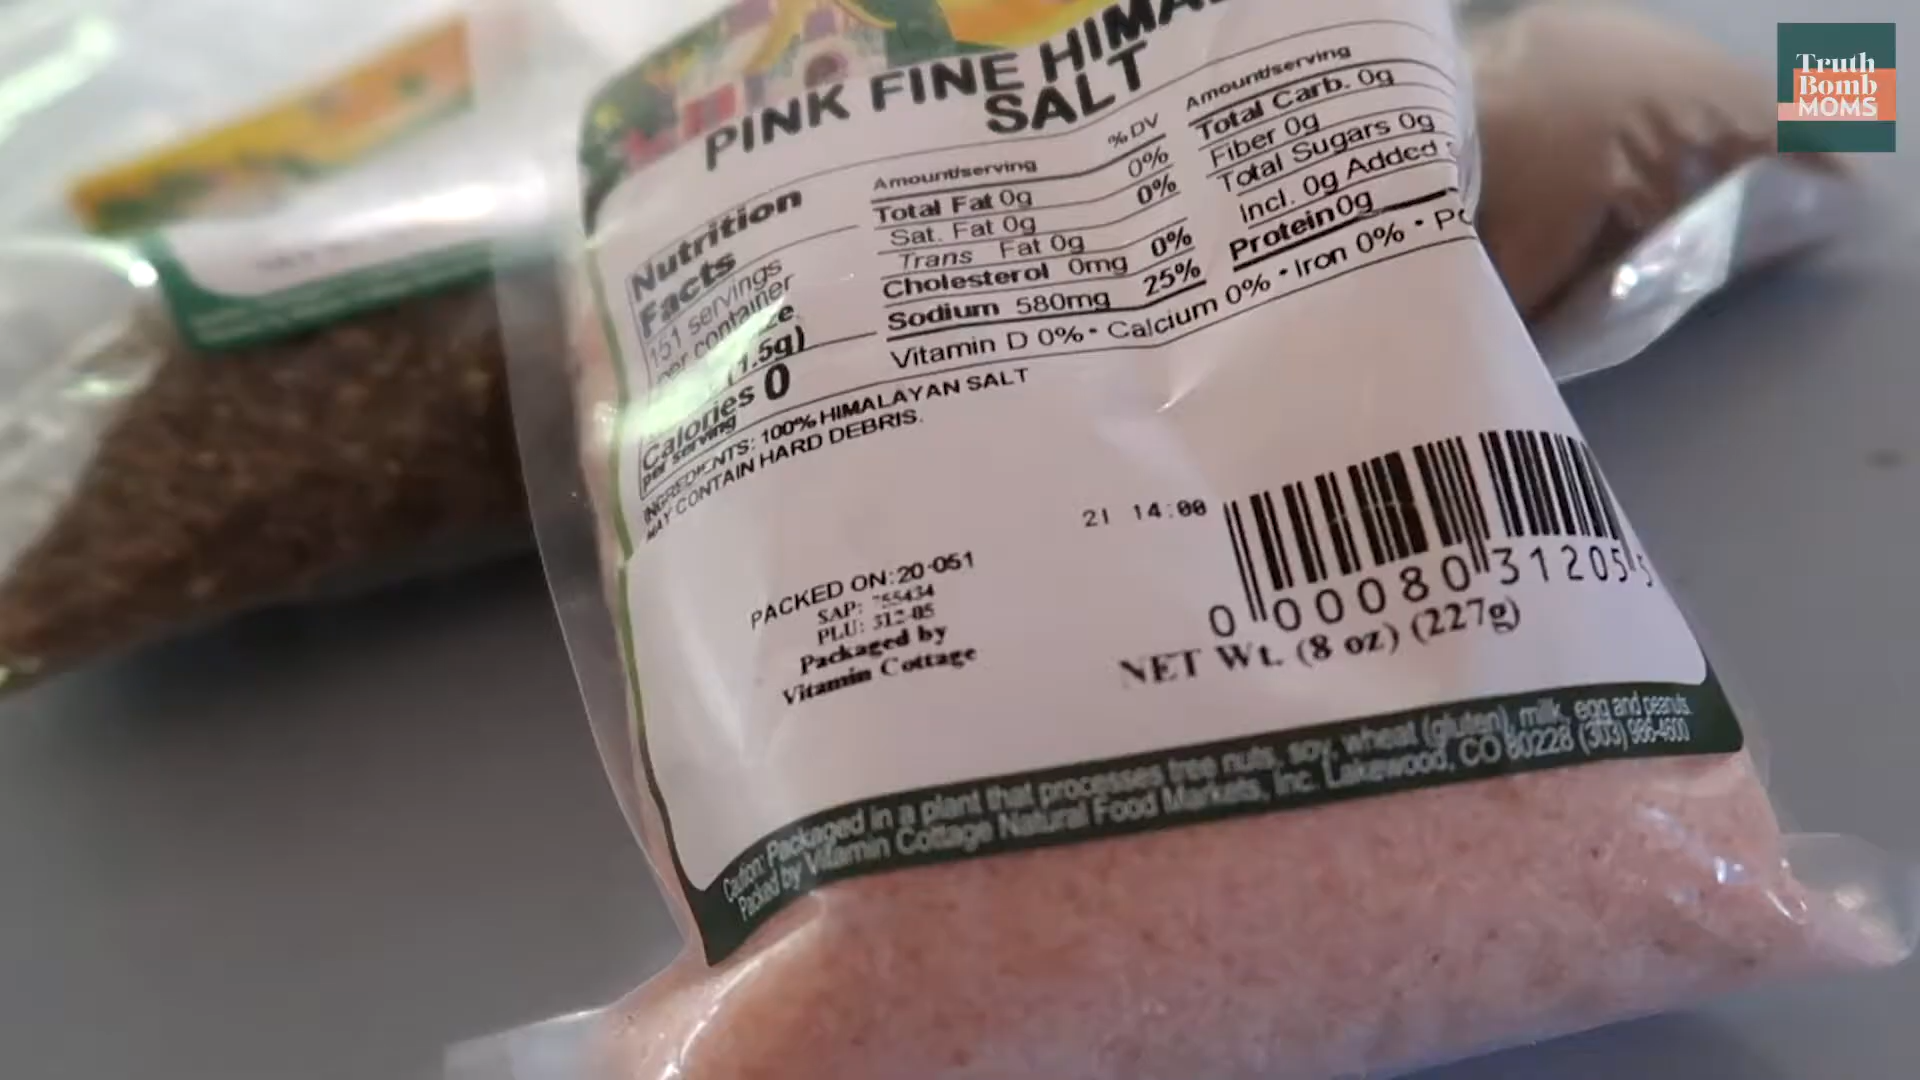 Truth
Bomb
MOMS
PINK FINE
SALT
Nutrition
Facts
151 servings
per container
(1.5g)
Calories 0
per serving
Amount/serving % DV
Total Fat 0g 0%
Sat. Fat 0g 0%
Trans Fat 0g
Cholesterol 0mg 0%
Sodium 580mg 25%
Amount/serving
Total Carb. 0g
Fiber 0g
Total Sugars 0g
Incl. 0g Added
Protein 0g
Vitamin D 0% • Calcium 0% • Iron 0% •
INGREDIENTS: 100% HIMALAYAN SALT
MAY CONTAIN HARD DEBRIS.
21 14:00
PACKED ON:20-051
SAP:
PLU:
Packaged by
Vitamin Cottage
0 00080 31205 5
NET Wt. (8 oz) (227g)
Caution: Packaged in a plant that processes tree nuts, soy, wheat (gluten), milk, egg and peanuts.
Packed by Vitamin Cottage Natural Food Markets, Inc. Lakewood, CO 80228 (303) 986-4600